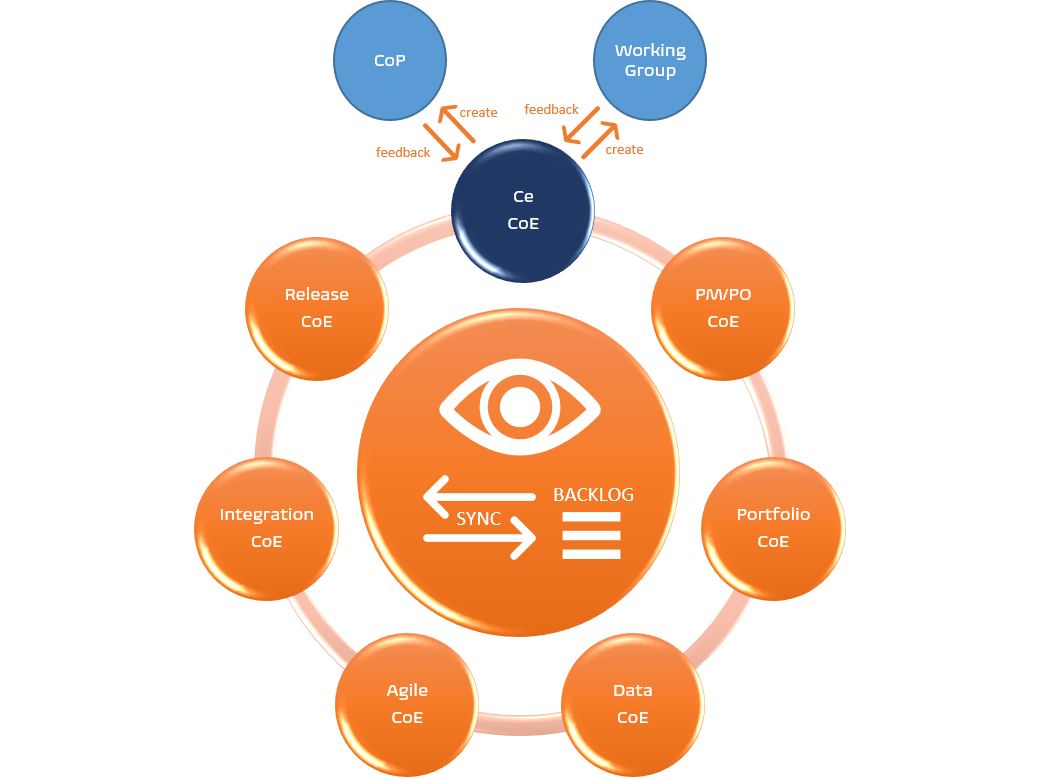 CoP
Working
Group
create
feedback
feedback
create
Ce
CoE
Release
CoE
PM/PO
CoE
BACKLOG
SYNC
Integration
CoE
Portfolio
CoE
Agile
CoE
Data
CoE